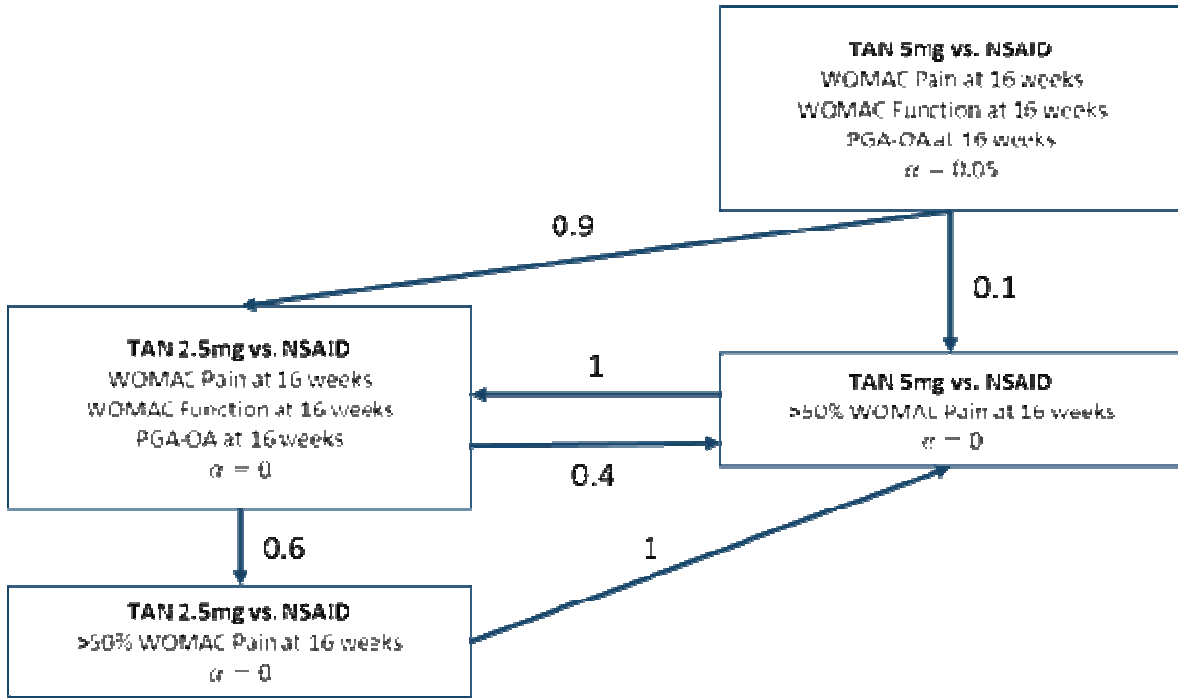 TAN 5mg vs. NSAID
WOMAC Pain at 16 weeks
WOMAC Function at 16 weeks
PGA-OA at 16 weeks
α = 0.05
0.9
0.1
TAN 2.5mg vs. NSAID
WOMAC Pain at 16 weeks
WOMAC Function at 16 weeks
PGA-OA at 16 weeks
α = 0
1
0.4
TAN 5mg vs. NSAID
>50% WOMAC Pain at 16 weeks
α = 0
0.6
1
TAN 2.5mg vs. NSAID
>50% WOMAC Pain at 16 weeks
α = 0